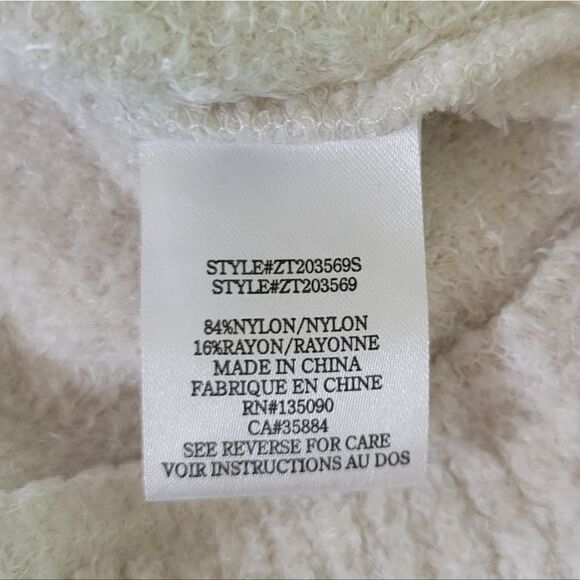 STYLE#ZT203569S
STYLE#ZT203569
84%NYLON/NYLON
16%RAYON/RAYONNE
MADE IN CHINA
FABRIQUE EN CHINE
RN#135090
CA#35884
SEE REVERSE FOR CARE
VOIR INSTRUCTIONS AU DOS